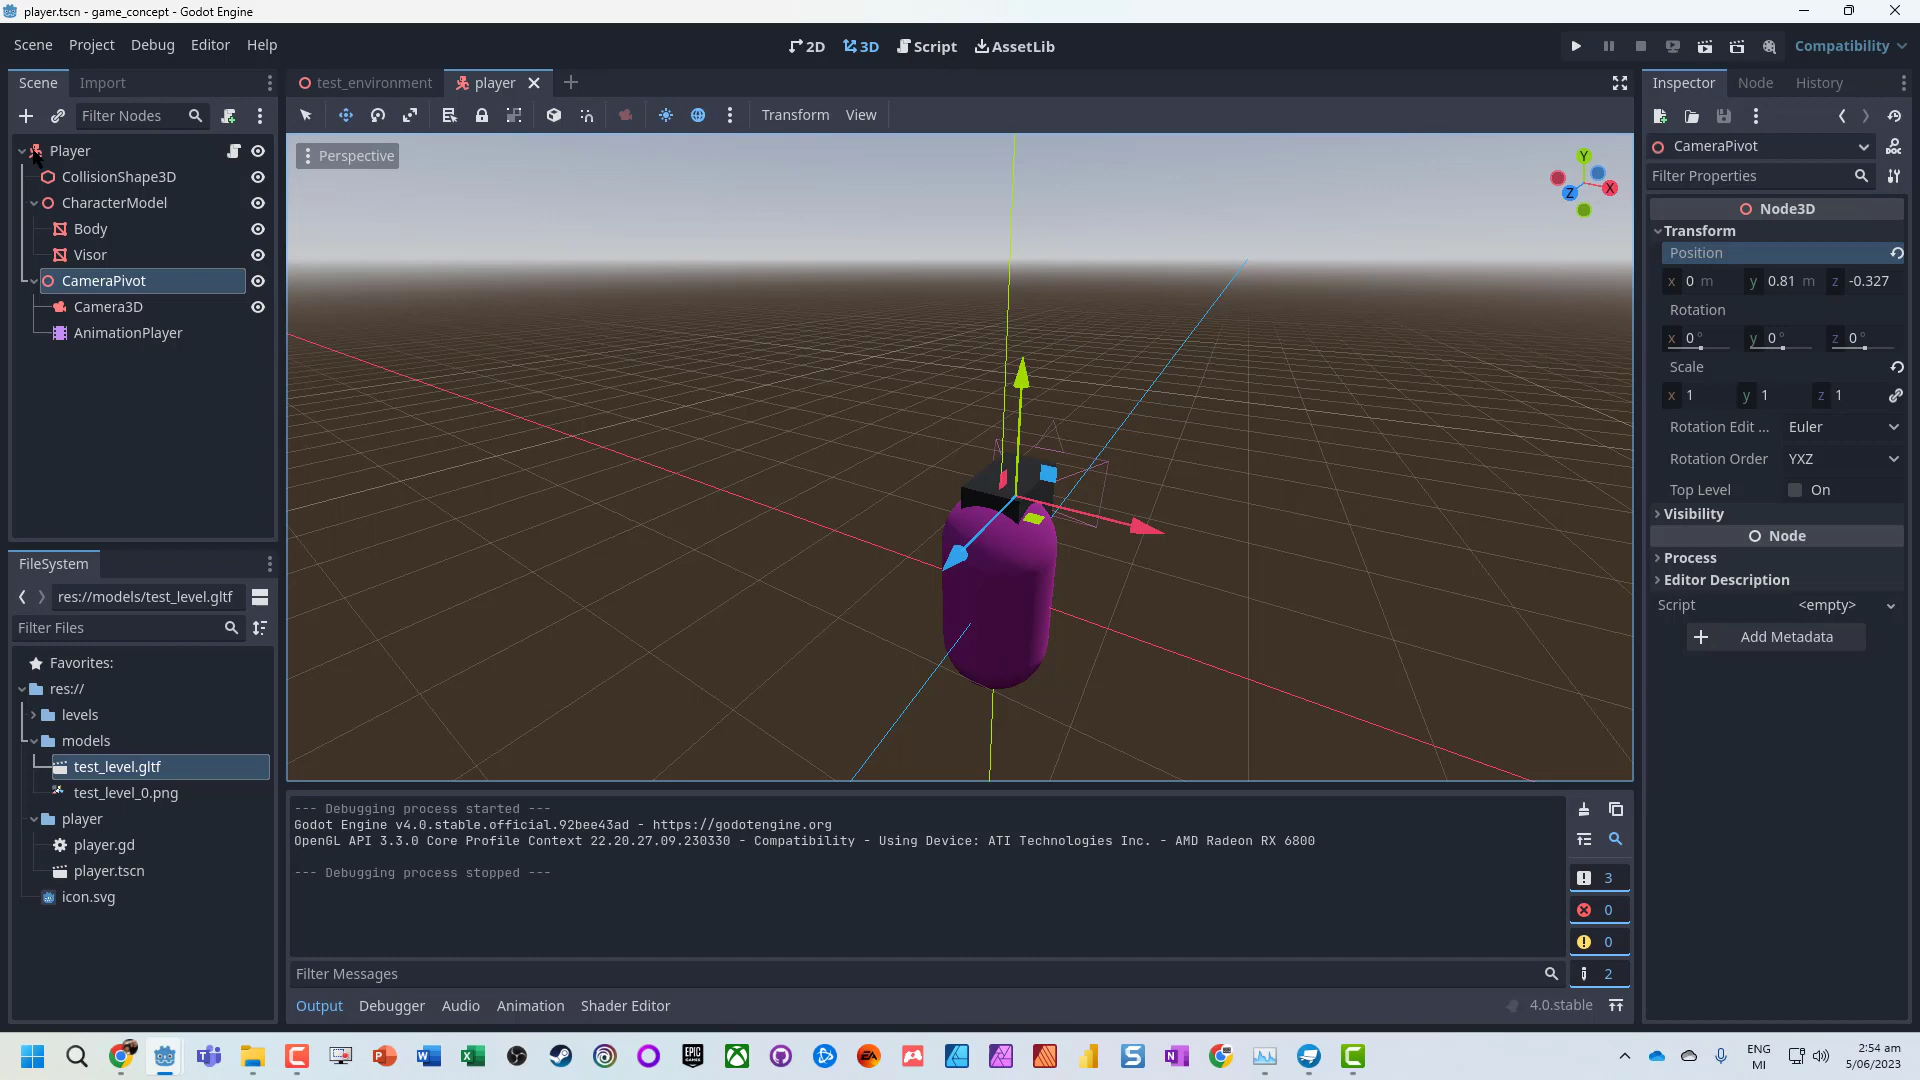 player.tscn - game_concept - Godot Engine
Scene Project Debug Editor Help
2D 3D Script AssetLib
Compatibility
Scene Import
test_environment player
Inspector Node History
Filter Nodes
Transform View
Player
CollisionShape3D
CharacterModel
Body
Visor
CameraPivot
Camera3D
AnimationPlayer
Perspective
Y
X
Z
CameraPivot
Filter Properties
Node3D
Transform
Position
x 0 m y 0.81 m z -0.327
Rotation
x 0° y 0° z 0°
Scale
x 1 y 1 z 1
Rotation Edit ... Euler
Rotation Order YXZ
Top Level On
Visibility
Node
Process
Editor Description
Script <empty>
Add Metadata
FileSystem
res://models/test_level.gltf
Filter Files
Favorites:
res://
levels
models
test_level.gltf
test_level_0.png
player
player.gd
player.tscn
icon.svg
--- Debugging process started ---
Godot Engine v4.0.stable.official.92bee43ad - https://godotengine.org
OpenGL API 3.3.0 Core Profile Context 22.20.27.09.230330 - Compatibility - Using Device: ATI Technologies Inc. - AMD Radeon RX 6800
--- Debugging process stopped ---
3
0
0
2
Filter Messages
Output Debugger Audio Animation Shader Editor
4.0.stable
ENG
MI
2:54 am
5/06/2023